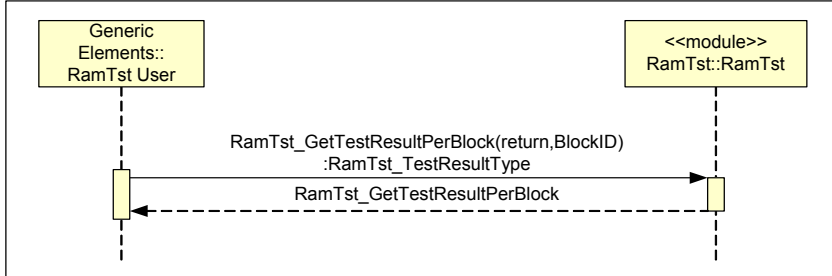 Generic
Elements::
RamTst User
<<module>>
RamTst::RamTst
RamTst_GetTestResultPerBlock(return,BlockID)
:RamTst_TestResultType
RamTst_GetTestResultPerBlock